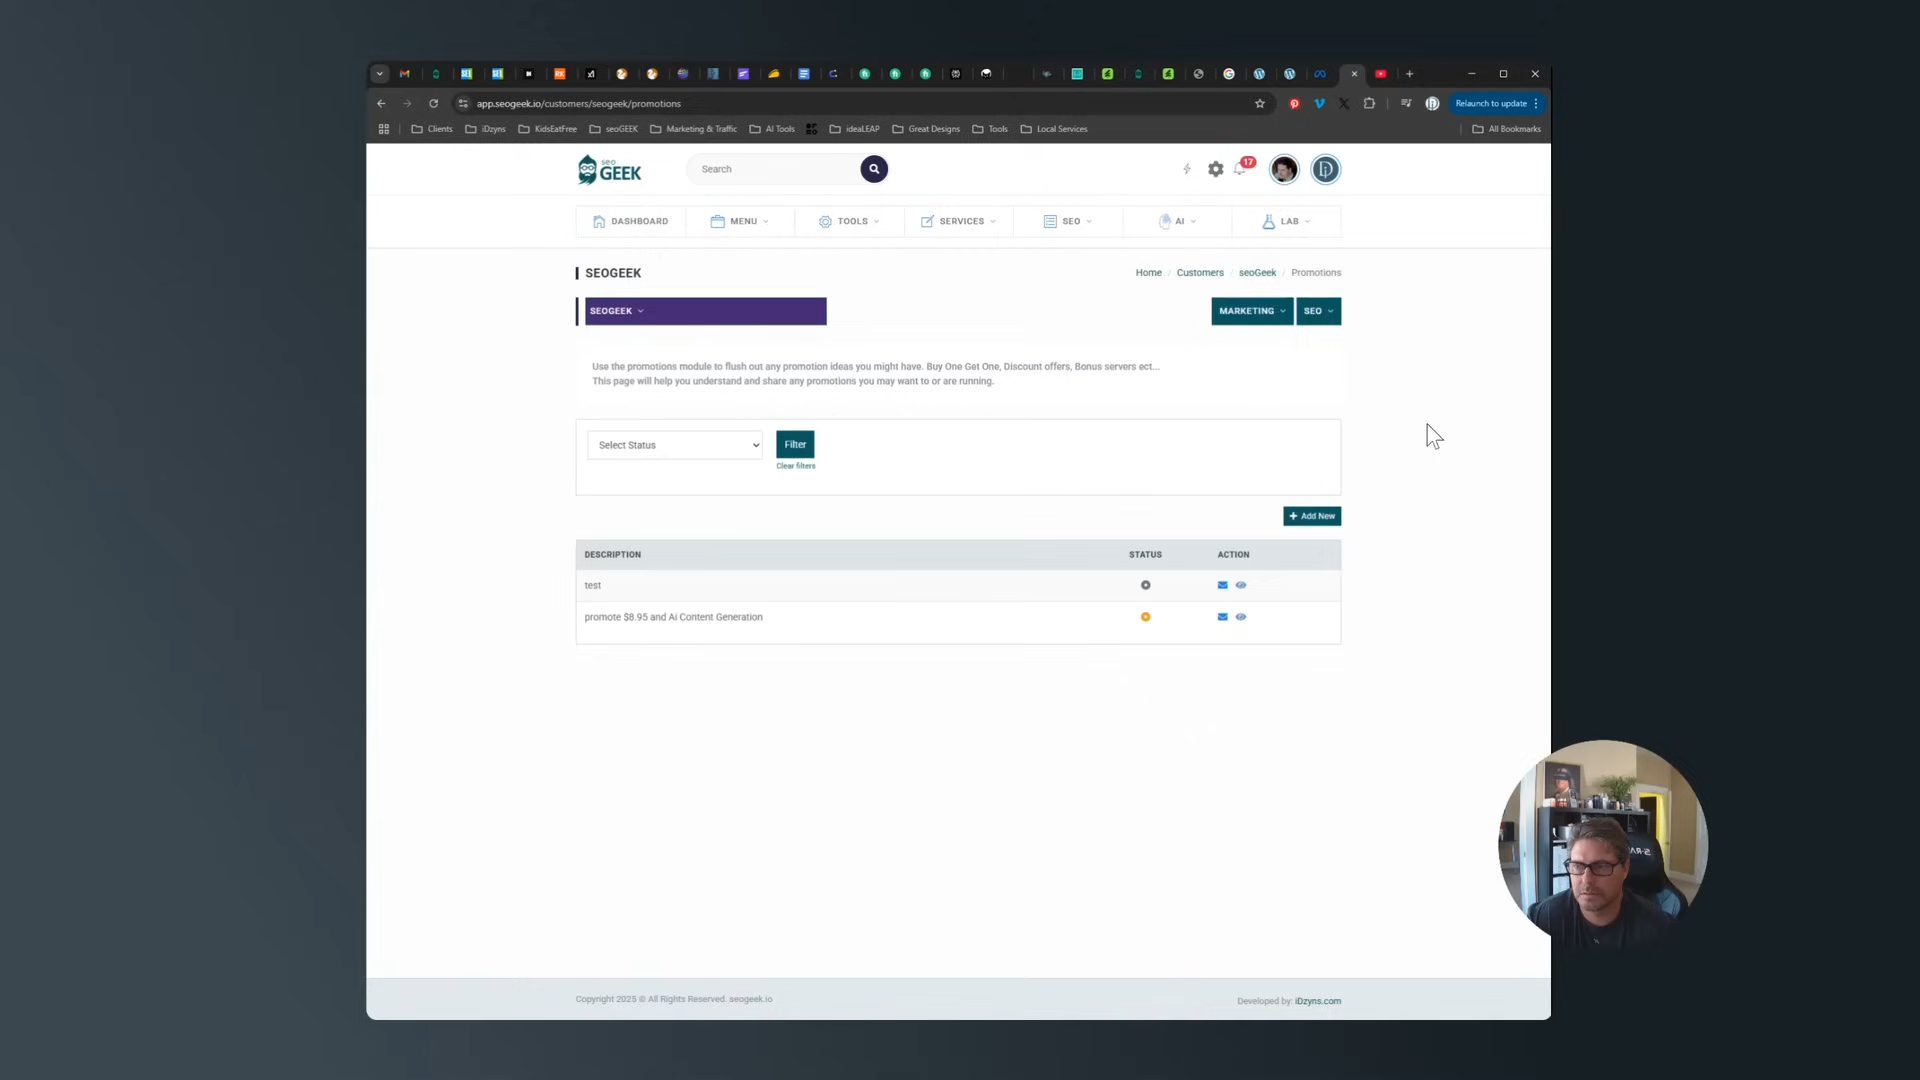 app.seogeek.io/customers/seogeek/promotions
Relaunch to update
Clients
iDzyns
KidsEatFree
seoGEEK
Marketing & Traffic
AI Tools
ideaLEAP
Great Designs
Tools
Local Services
All Bookmarks
seo
GEEK
Search
17
DASHBOARD
MENU
TOOLS
SERVICES
SEO
AI
LAB
SEOGEEK
Home / Customers / seoGeek / Promotions
SEOGEEK
MARKETING
SEO
Use the promotions module to flush out any promotion ideas you might have. Buy One Get One, Discount offers, Bonus servers ect...
This page will help you understand and share any promotions you may want to or are running.
Select Status
Filter
Clear filters
Add New
DESCRIPTION STATUS ACTION
test
promote $8.95 and Ai Content Generation
Copyright 2025 © All Rights Reserved. seogeek.io
Developed by: iDzyns.com